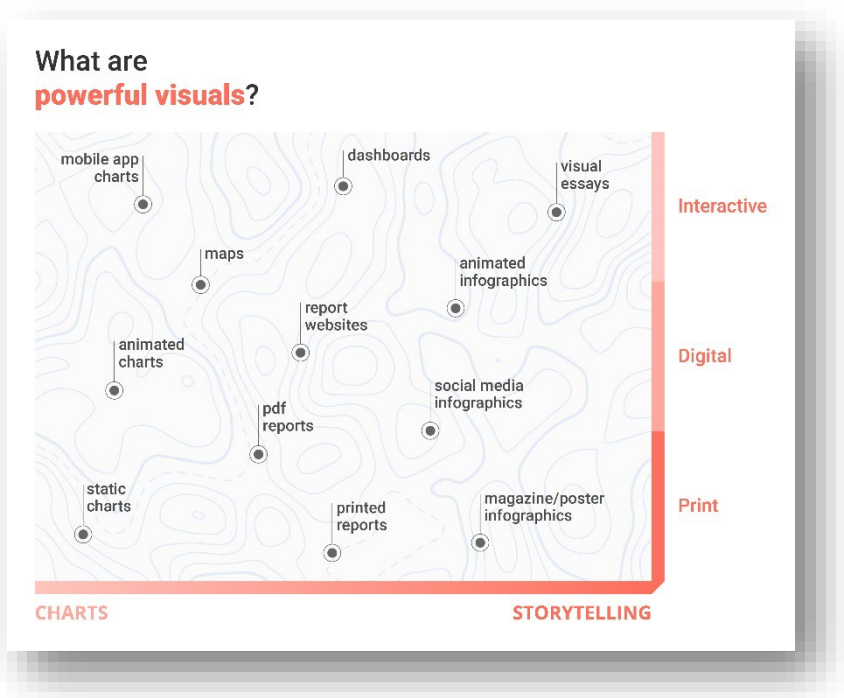 What are
powerful visuals?
mobile app
charts
dashboards
visual
essays
Interactive
maps
animated
infographics
report
websites
animated
charts
Digital
social media
infographics
pdf
reports
static
charts
printed
reports
magazine/poster
infographics
Print
CHARTS
STORYTELLING